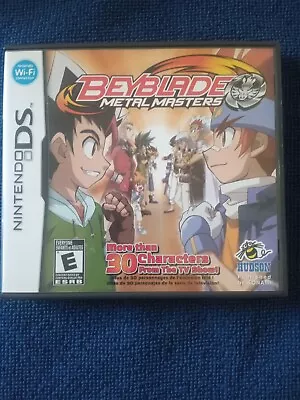 Nintendo
Wi-Fi
CONNECTION
NINTENDO DS
BEYBLADE
METAL MASTERS
EVERYONE
E
ESRB
More than
30 Characters
From The TV Show!
HUDSON